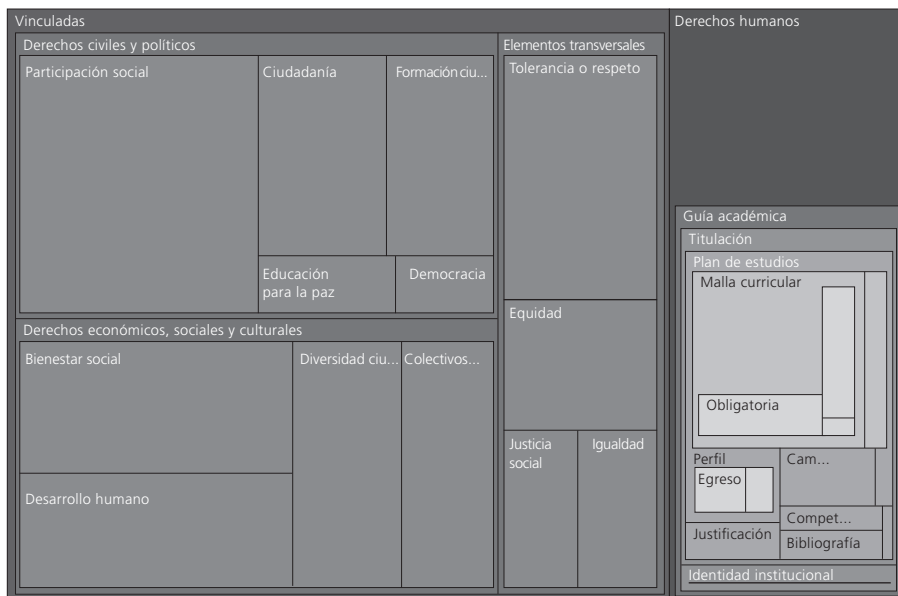 Vinculadas
Derechos civiles y políticos
Participación social
Ciudadanía
Formación ciu...
Educación
para la paz
Democracia
Derechos económicos, sociales y culturales
Bienestar social
Diversidad ciu...
Colectivos...
Desarrollo humano
Elementos transversales
Tolerancia o respeto
Equidad
Justicia
social
Igualdad
Derechos humanos
Guía académica
Titulación
Plan de estudios
Malla curricular
Obligatoria
Perfil
Egreso
Cam...
Justificación
Compet...
Bibliografía
Identidad institucional